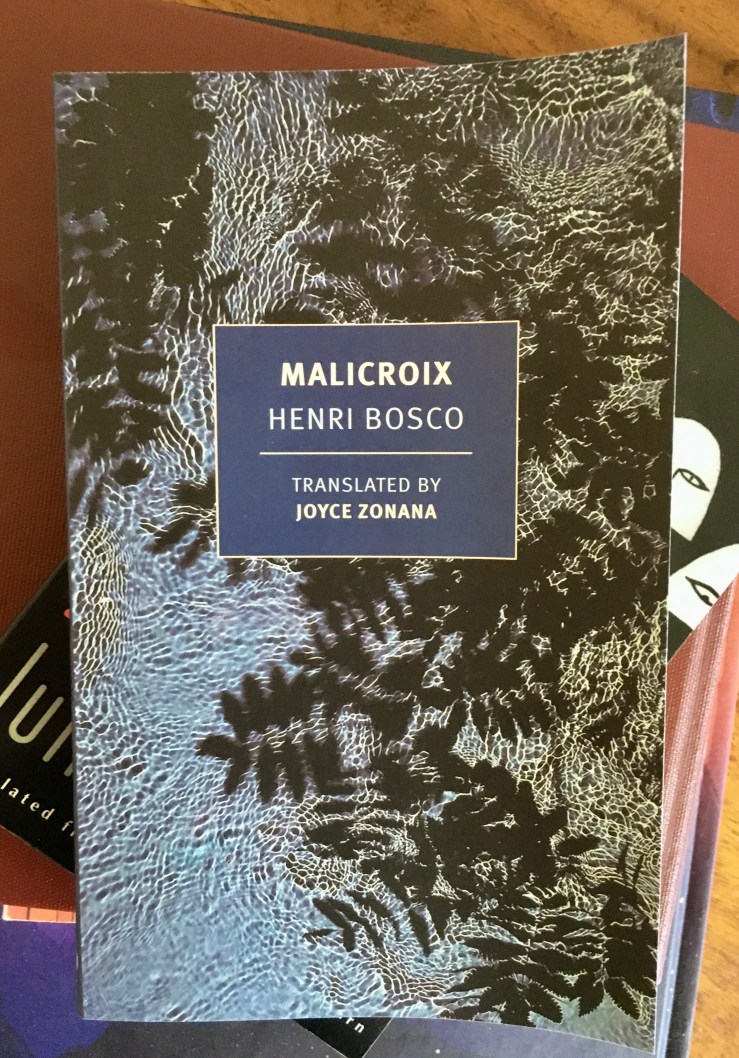 MALICROIX
HENRI BOSCO
TRANSLATED BY
JOYCE ZONANA